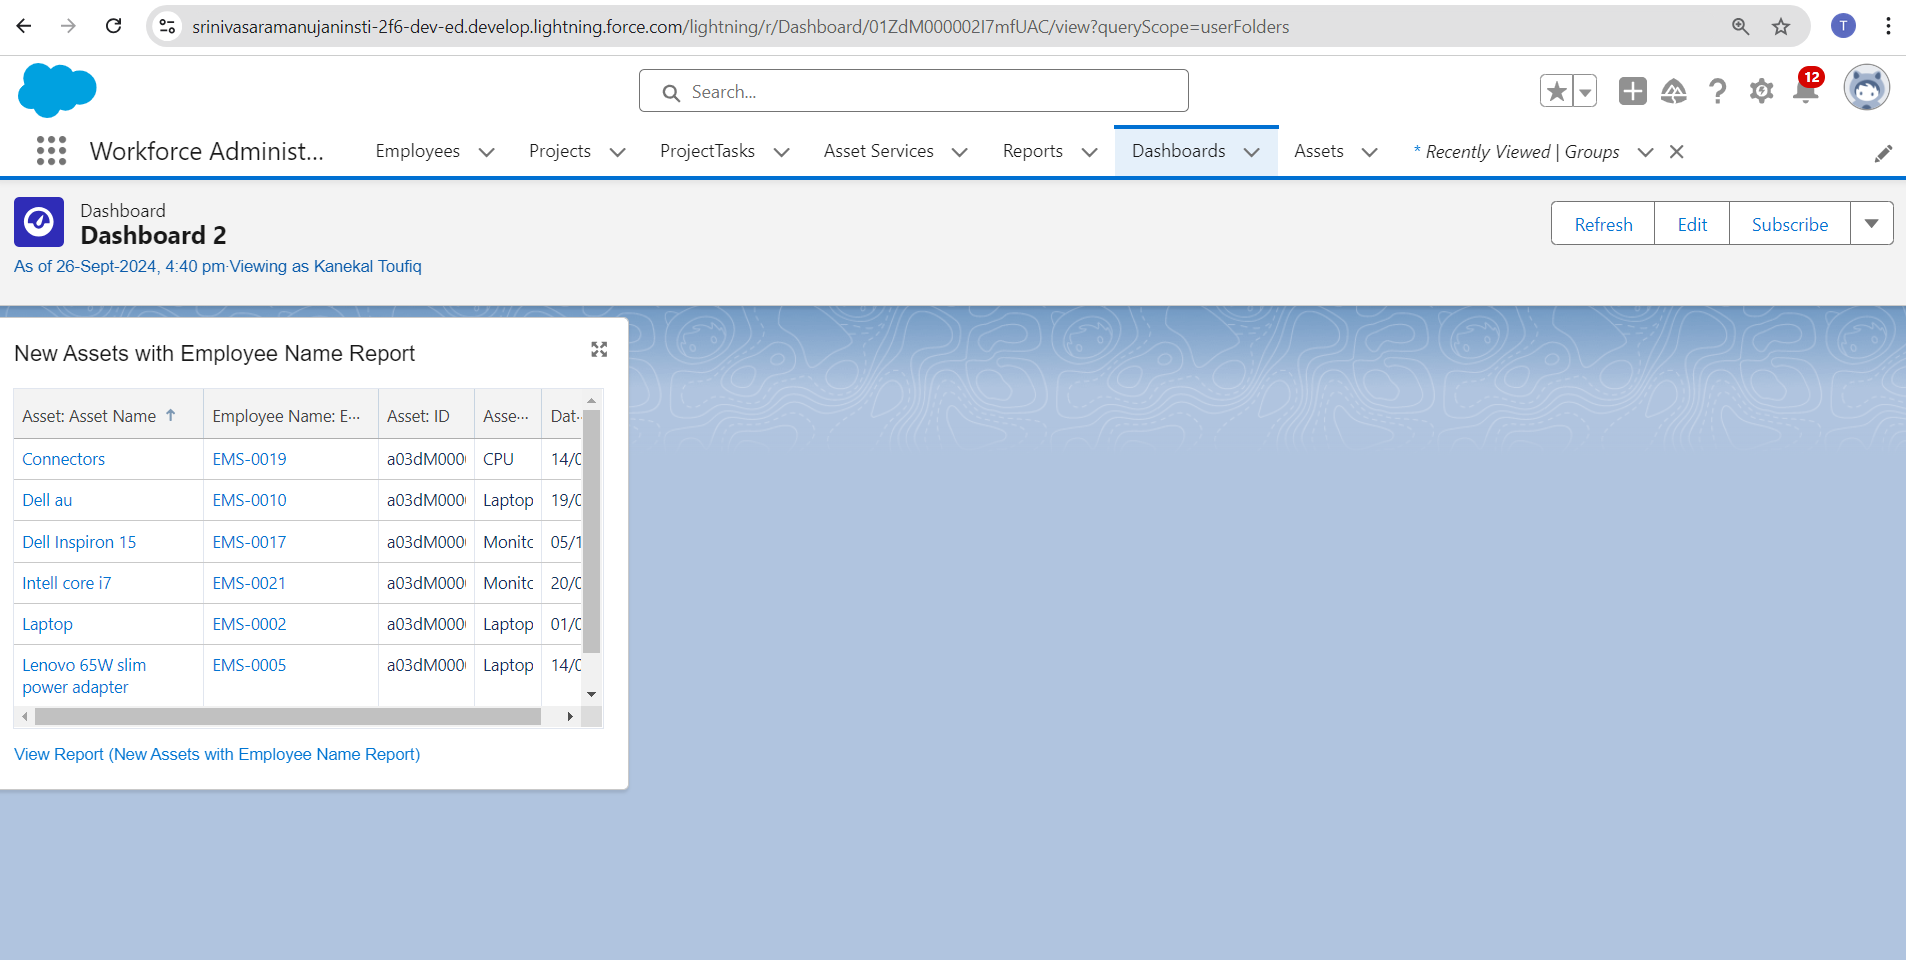 srinivasaramanujaninsti-2f6-dev-ed.develop.lightning.force.com/lightning/r/Dashboard/01ZdM000002I7mfUAC/view?queryScope=userFolders
T
Search...
12
Workforce Administ... Employees Projects ProjectTasks Asset Services Reports Dashboards Assets * Recently Viewed | Groups
Dashboard
Dashboard 2
As of 26-Sept-2024, 4:40 pm·Viewing as Kanekal Toufiq
Refresh Edit Subscribe
New Assets with Employee Name Report
Asset: Asset Name ↑ Employee Name: E... Asset: ID Asse... Dat..
Connectors EMS-0019 a03dM000 CPU 14/0
Dell au EMS-0010 a03dM000 Laptop 19/0
Dell Inspiron 15 EMS-0017 a03dM000 Monito 05/1
Intell core i7 EMS-0021 a03dM000 Monito 20/0
Laptop EMS-0002 a03dM000 Laptop 01/0
Lenovo 65W slim EMS-0005 a03dM000 Laptop 14/0
power adapter
View Report (New Assets with Employee Name Report)